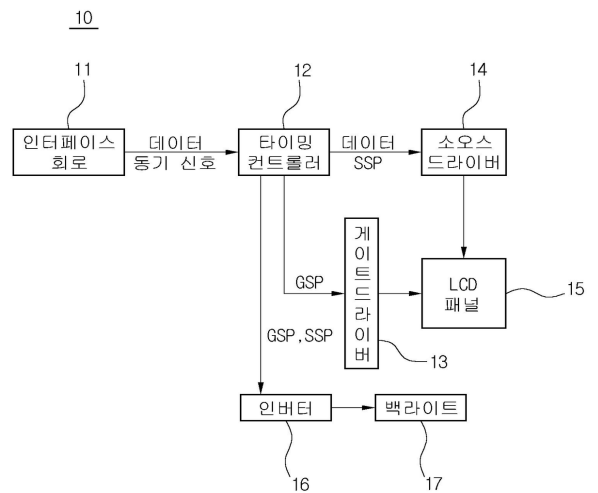 10
11
12
14
인터페이스
회로
데이터
동기 신호
타이밍
컨트롤러
데이터
SSP
소오스
드라이버
게이트드라이버
GSP
LCD
패널
15
GSP,SSP
13
인버터
백라이트
16
17